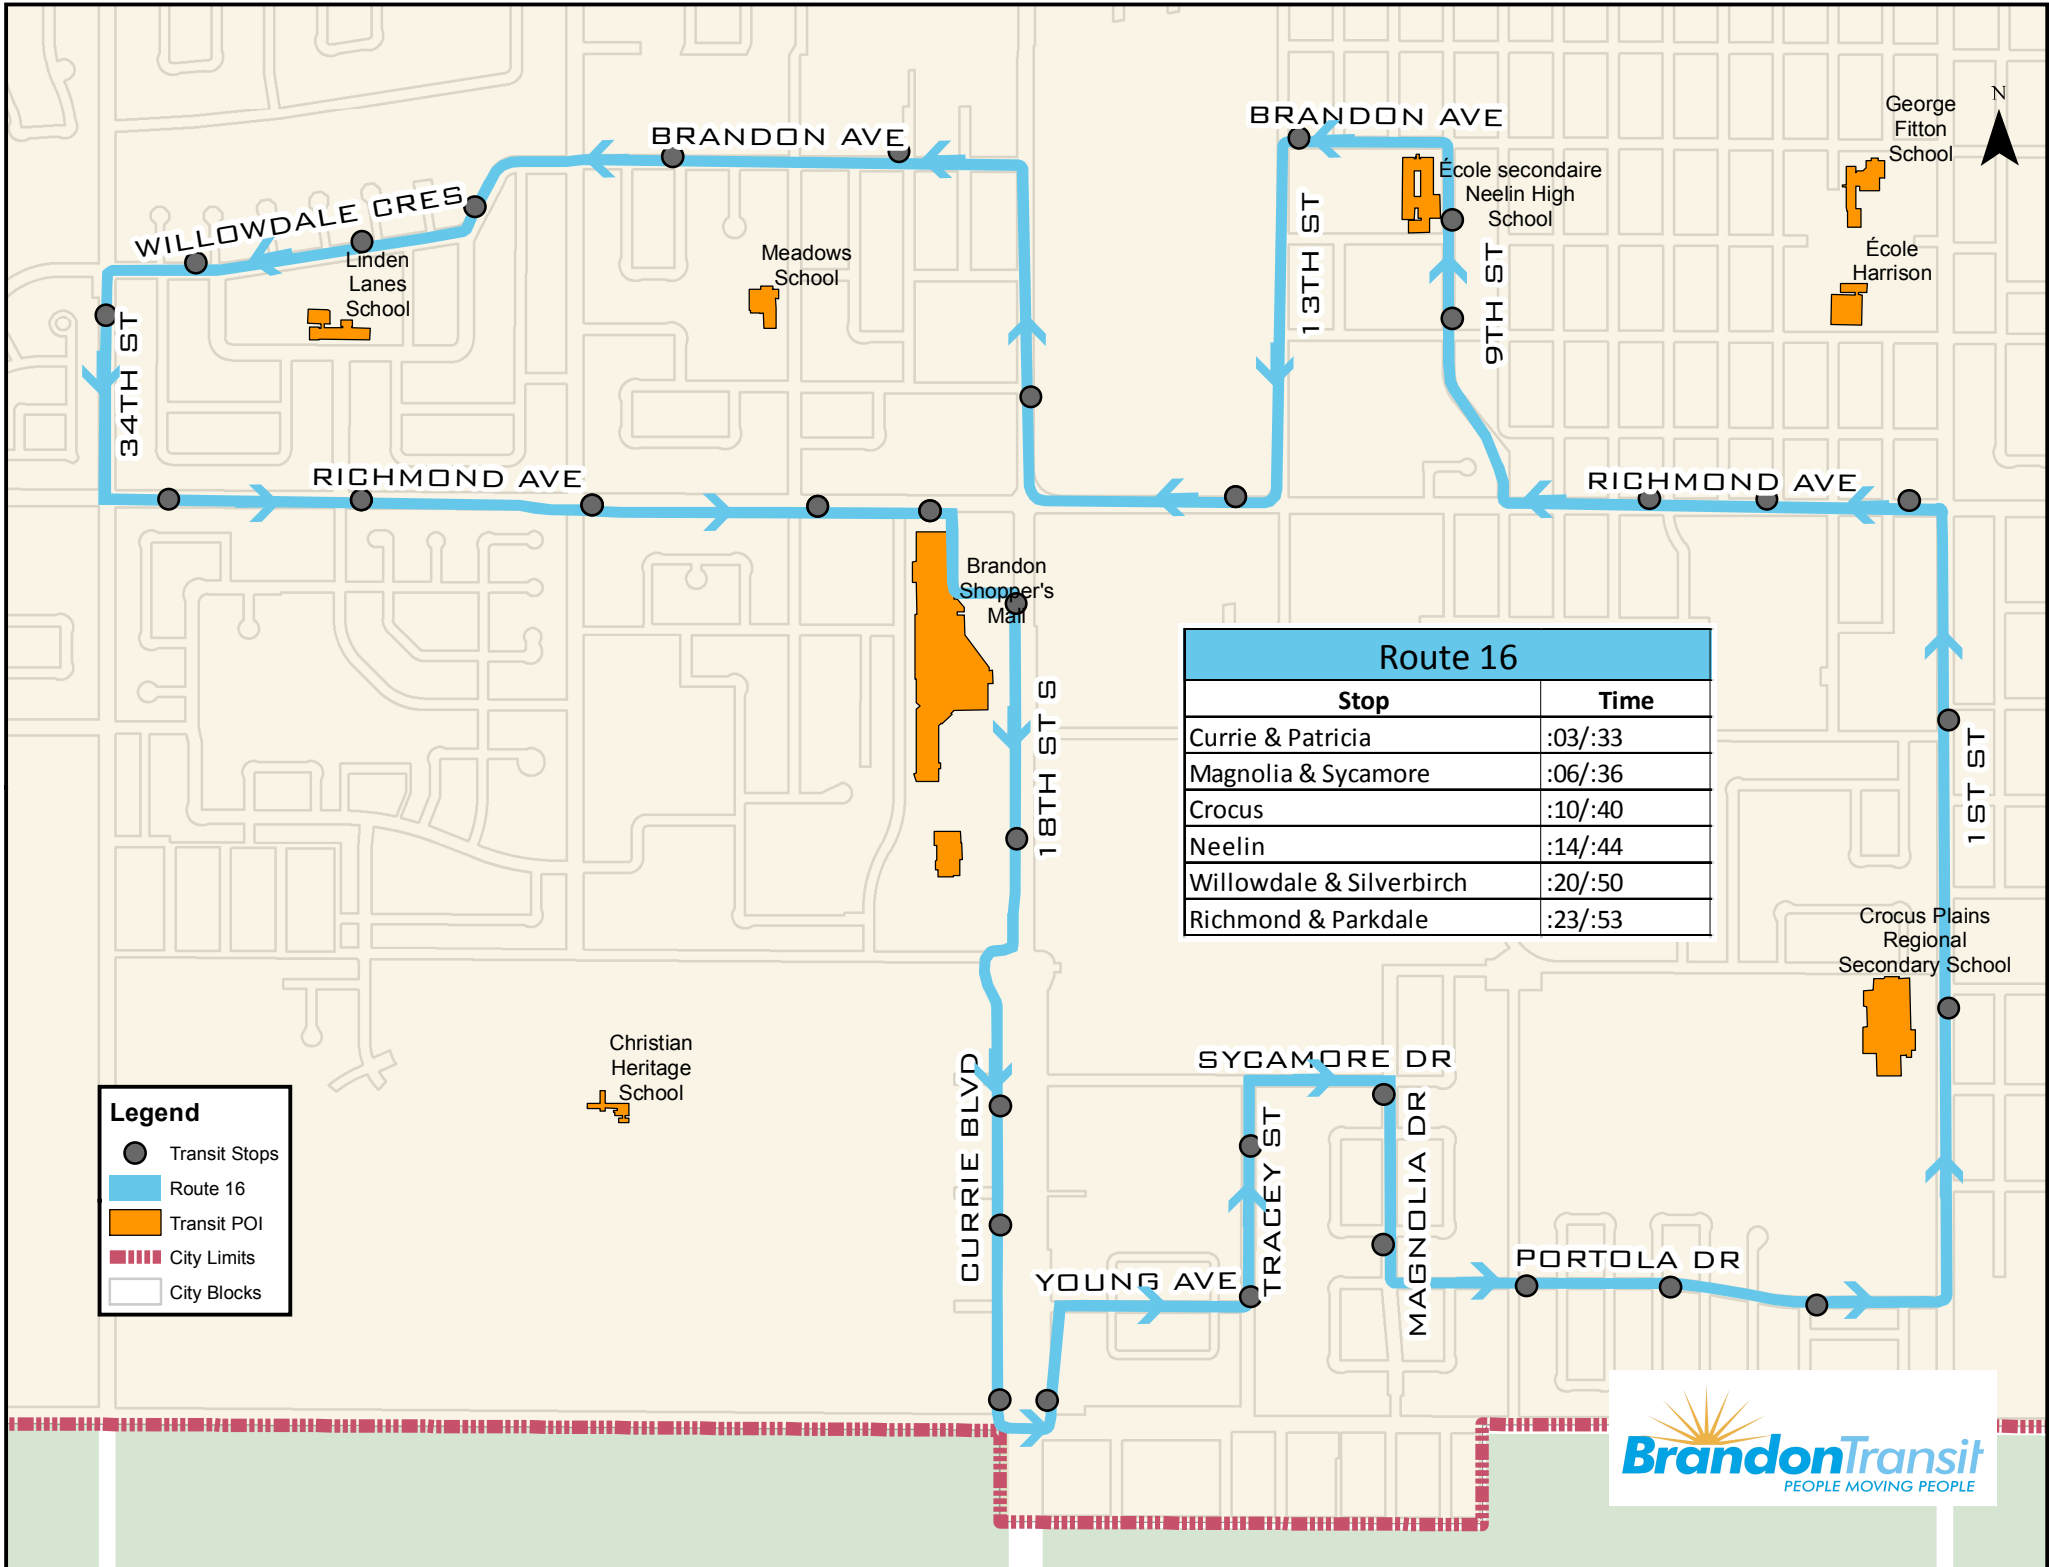 BRANDON AVE
BRANDON AVE
George
Fitton
School
N
École secondaire
Neelin High
School
WILLOWDALE CRES
13TH ST
Meadows
School
École
Harrison
Linden
Lanes
School
9TH ST
34TH ST
RICHMOND AVE
RICHMOND AVE
Brandon
Shopper's
Mall
18TH ST S
Route 16
Stop Time
Currie & Patricia :03/:33
Magnolia & Sycamore :06/:36
Crocus :10/:40
Neelin :14/:44
Willowdale & Silverbirch :20/:50
Richmond & Parkdale :23/:53
1ST ST
Crocus Plains
Regional
Secondary School
Christian
Heritage
School
SYCAMORE DR
CURRIE BLVD
TRACEY ST
MAGNOLIA DR
YOUNG AVE
PORTOLA DR
Legend
Transit Stops
Route 16
Transit POI
City Limits
City Blocks
BrandonTransit
PEOPLE MOVING PEOPLE